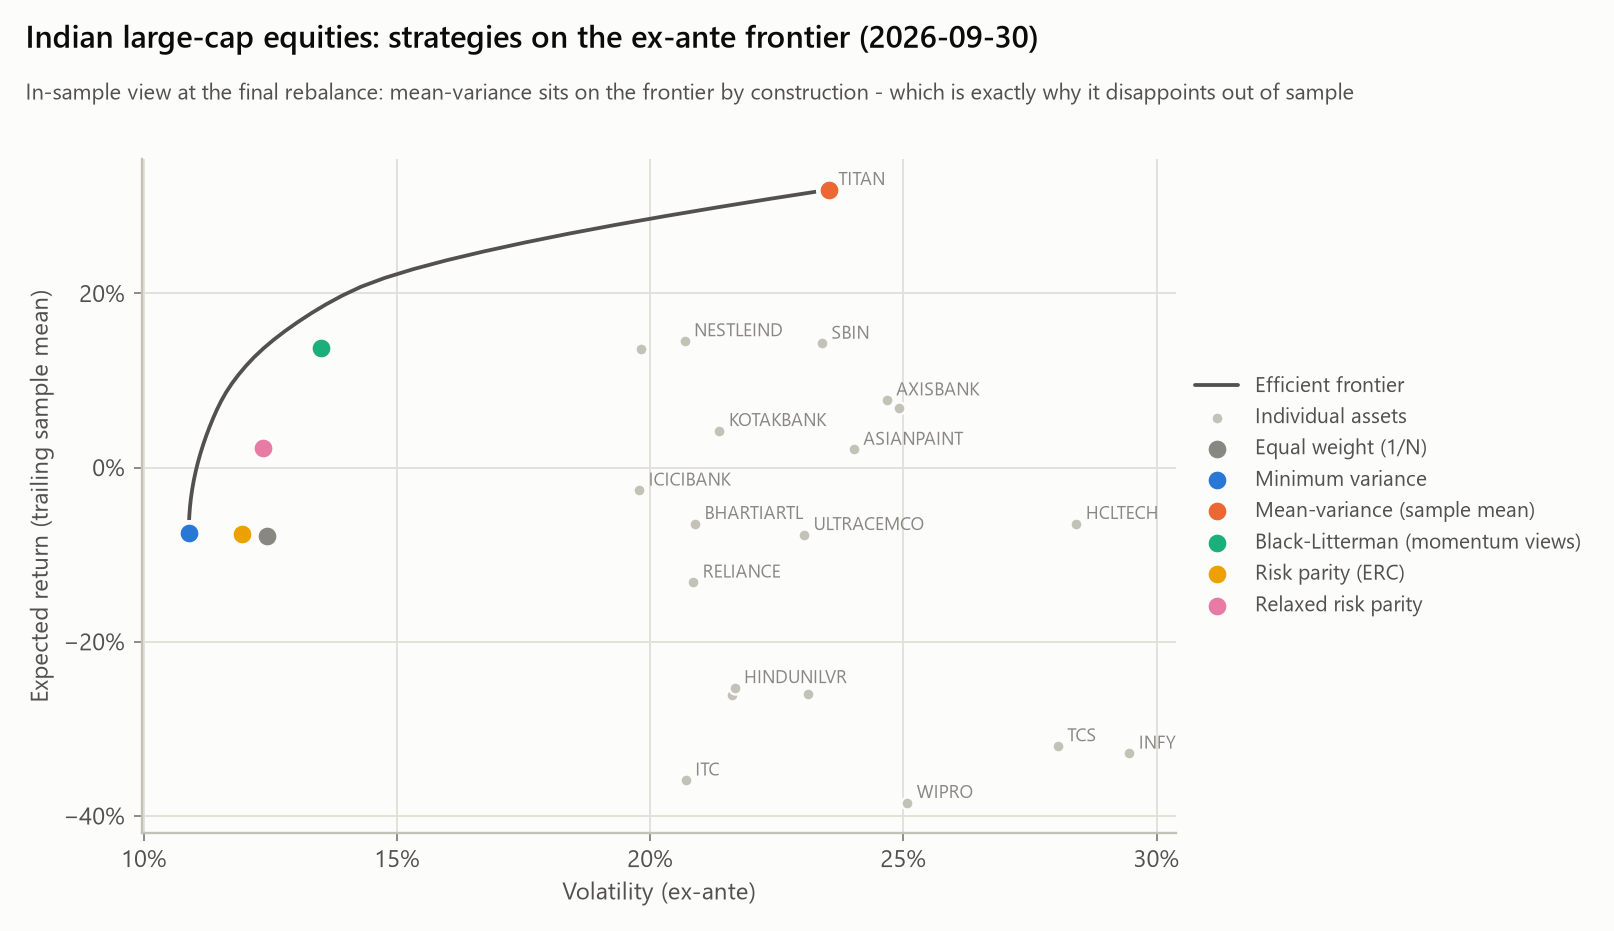 Indian large-cap equities: strategies on the ex-ante frontier (2026-09-30)
In-sample view at the final rebalance: mean-variance sits on the frontier by construction - which is exactly why it disappoints out of sample
Expected return (trailing sample mean)
20%
0%
−20%
−40%
TITAN
NESTLEIND
SBIN
AXISBANK
KOTAKBANK
ASIANPAINT
ICICIBANK
BHARTIARTL
ULTRACEMCO
HCLTECH
RELIANCE
HINDUNILVR
TCS
INFY
ITC
WIPRO
10%
15%
20%
25%
30%
Volatility (ex-ante)
Efficient frontier
Individual assets
Equal weight (1/N)
Minimum variance
Mean-variance (sample mean)
Black-Litterman (momentum views)
Risk parity (ERC)
Relaxed risk parity